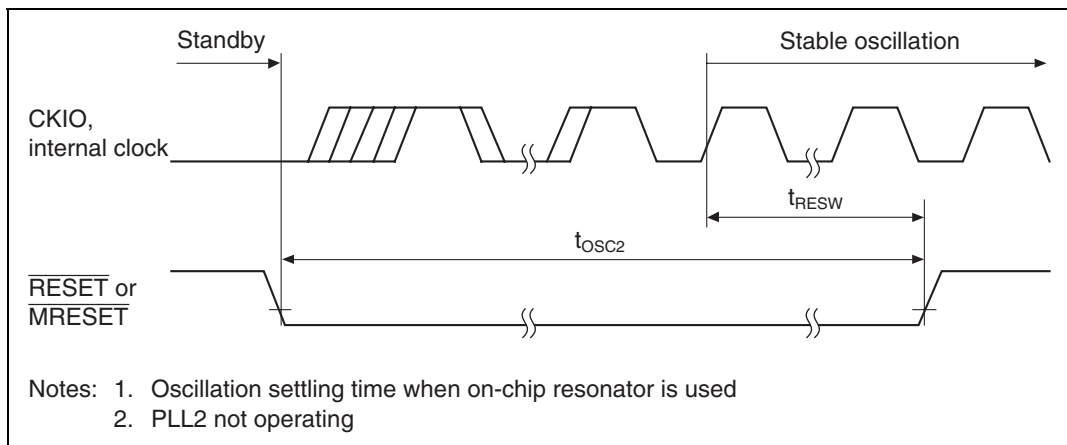 Standby
Stable oscillation
CKIO,
internal clock
tRESW
tOSC2
RESET or
MRESET
Notes: 1. Oscillation settling time when on-chip resonator is used
2. PLL2 not operating